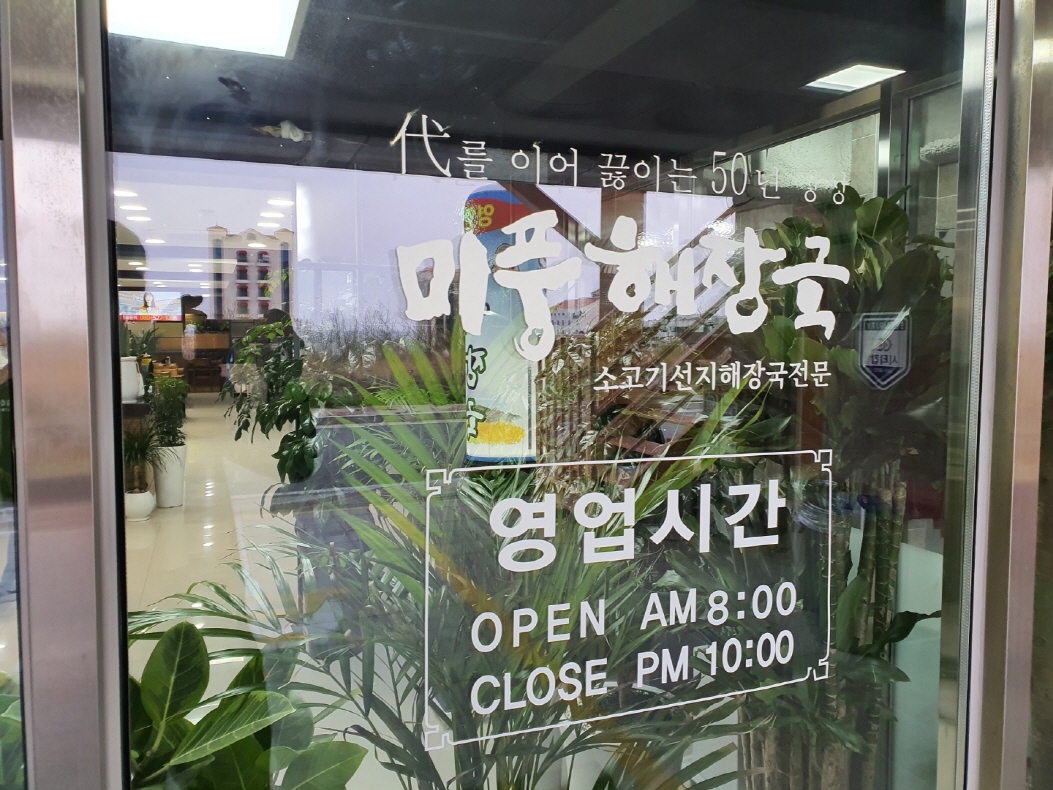 代를 이어 끓이는 50년
미풍해장국
소고기선지해장국전문
영업시간
OPEN AM 8:00
CLOSE PM 10:00